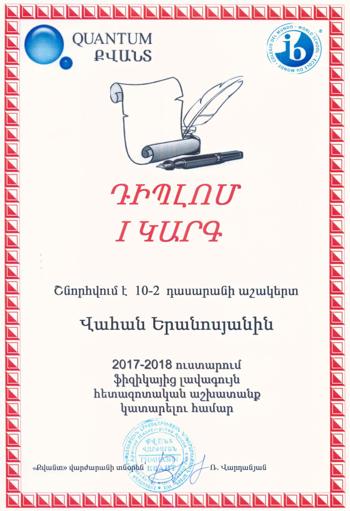 QUANTUM
ՔՎԱՆՏ
ib
ԴԻՊԼՈՄ
I ԿԱՐԳ
Շնորհվում է 10-2 դասարանի աշակերտ
Վահան Երանոսյանին
2017-2018 ուստարում
ֆիզիկայից լավագույն
հետազոտական աշխատանք
կատարելու համար
«Քվանտ» վարժարանի տնօրեն Ռ. Վարդանյան